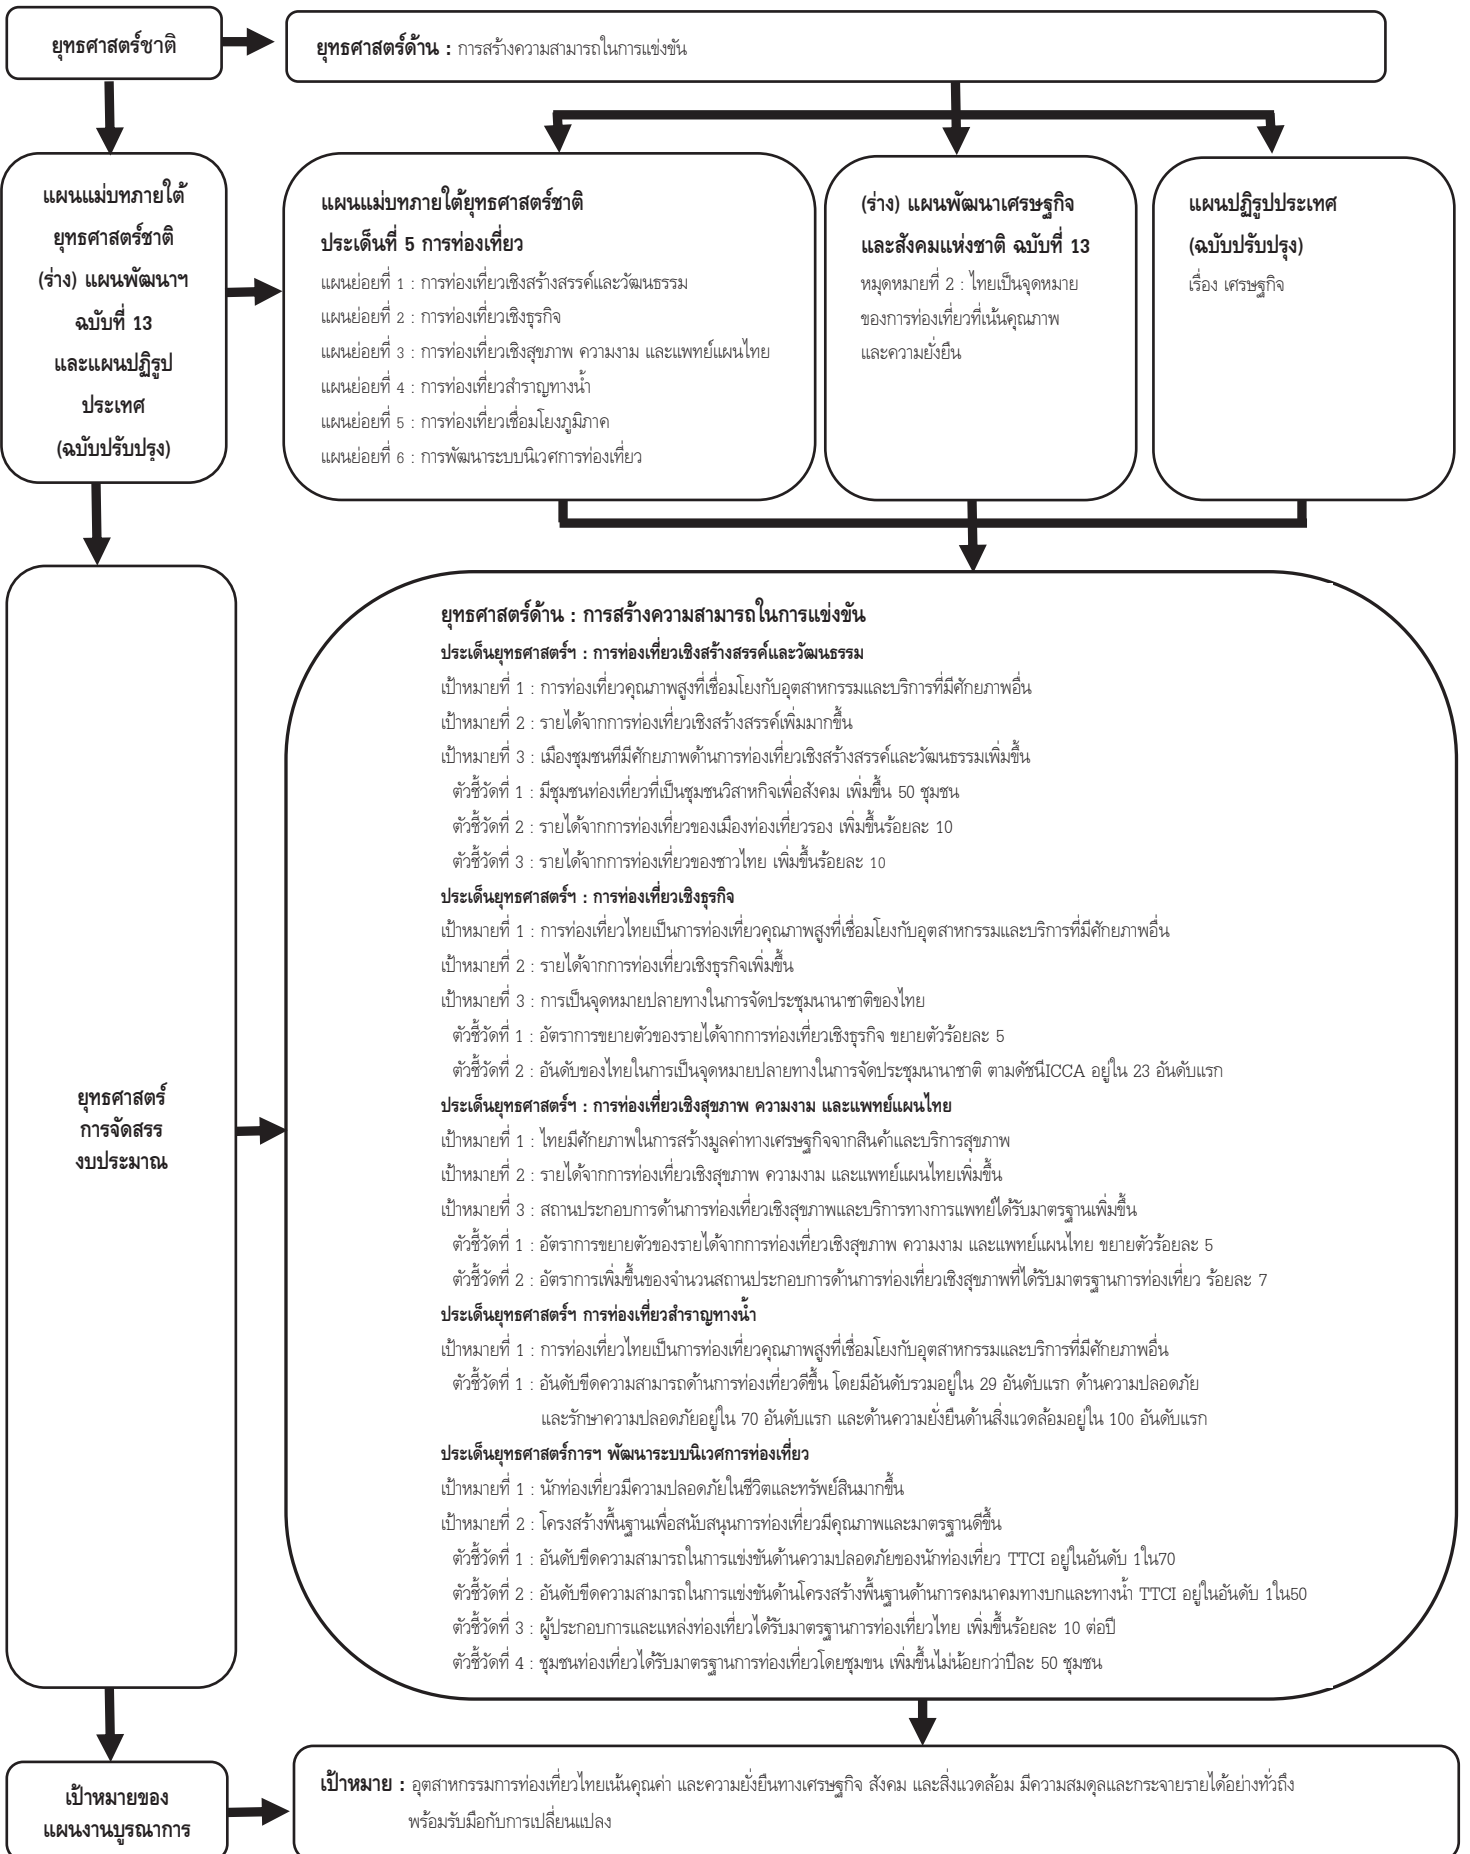 ยุทธศาสตร์ชาติ
ยุทธศาสตร์ด้าน : การสร้างความสามารถในการแข่งขัน
แผนแม่บทภายใต้
ยุทธศาสตร์ชาติ
(ร่าง) แผนพัฒนาฯ
ฉบับที่ 13
และแผนปฏิรูป
ประเทศ
(ฉบับปรับปรุง)
แผนแม่บทภายใต้ยุทธศาสตร์ชาติ
ประเด็นที่ 5 การท่องเที่ยว
แผนย่อยที่ 1 : การท่องเที่ยวเชิงสร้างสรรค์และวัฒนธรรม
แผนย่อยที่ 2 : การท่องเที่ยวเชิงธุรกิจ
แผนย่อยที่ 3 : การท่องเที่ยวเชิงสุขภาพ ความงาม และแพทย์แผนไทย
แผนย่อยที่ 4 : การท่องเที่ยวสำราญทางน้ำ
แผนย่อยที่ 5 : การท่องเที่ยวเชื่อมโยงภูมิภาค
แผนย่อยที่ 6 : การพัฒนาระบบนิเวศการท่องเที่ยว
(ร่าง) แผนพัฒนาเศรษฐกิจ
และสังคมแห่งชาติ ฉบับที่ 13
หมุดหมายที่ 2 : ไทยเป็นจุดหมาย
ของการท่องเที่ยวที่เน้นคุณภาพ
และความยั่งยืน
แผนปฏิรูปประเทศ
(ฉบับปรับปรุง)
เรื่อง เศรษฐกิจ
ยุทธศาสตร์
การจัดสรร
งบประมาณ
ยุทธศาสตร์ด้าน : การสร้างความสามารถในการแข่งขัน
ประเด็นยุทธศาสตร์ฯ : การท่องเที่ยวเชิงสร้างสรรค์และวัฒนธรรม
เป้าหมายที่ 1 : การท่องเที่ยวคุณภาพสูงที่เชื่อมโยงกับอุตสาหกรรมและบริการที่มีศักยภาพอื่น
เป้าหมายที่ 2 : รายได้จากการท่องเที่ยวเชิงสร้างสรรค์เพิ่มมากขึ้น
เป้าหมายที่ 3 : เมืองชุมชนที่มีศักยภาพด้านการท่องเที่ยวเชิงสร้างสรรค์และวัฒนธรรมเพิ่มขึ้น
ตัวชี้วัดที่ 1 : มีชุมชนท่องเที่ยวที่เป็นชุมชนวิสาหกิจเพื่อสังคม เพิ่มขึ้น 50 ชุมชน
ตัวชี้วัดที่ 2 : รายได้จากการท่องเที่ยวของเมืองท่องเที่ยวรอง เพิ่มขึ้นร้อยละ 10
ตัวชี้วัดที่ 3 : รายได้จากการท่องเที่ยวของชาวไทย เพิ่มขึ้นร้อยละ 10
ประเด็นยุทธศาสตร์ฯ : การท่องเที่ยวเชิงธุรกิจ
เป้าหมายที่ 1 : การท่องเที่ยวไทยเป็นการท่องเที่ยวคุณภาพสูงที่เชื่อมโยงกับอุตสาหกรรมและบริการที่มีศักยภาพอื่น
เป้าหมายที่ 2 : รายได้จากการท่องเที่ยวเชิงธุรกิจเพิ่มขึ้น
เป้าหมายที่ 3 : การเป็นจุดหมายปลายทางในการจัดประชุมนานาชาติของไทย
ตัวชี้วัดที่ 1 : อัตราการขยายตัวของรายได้จากการท่องเที่ยวเชิงธุรกิจ ขยายตัวร้อยละ 5
ตัวชี้วัดที่ 2 : อันดับของไทยในการเป็นจุดหมายปลายทางในการจัดประชุมนานาชาติ ตามดัชนีICCA อยู่ใน 23 อันดับแรก
ประเด็นยุทธศาสตร์ฯ : การท่องเที่ยวเชิงสุขภาพ ความงาม และแพทย์แผนไทย
เป้าหมายที่ 1 : ไทยมีศักยภาพในการสร้างมูลค่าทางเศรษฐกิจจากสินค้าและบริการสุขภาพ
เป้าหมายที่ 2 : รายได้จากการท่องเที่ยวเชิงสุขภาพ ความงาม และแพทย์แผนไทยเพิ่มขึ้น
เป้าหมายที่ 3 : สถานประกอบการด้านการท่องเที่ยวเชิงสุขภาพและบริการทางการแพทย์ได้รับมาตรฐานเพิ่มขึ้น
ตัวชี้วัดที่ 1 : อัตราการขยายตัวของรายได้จากการท่องเที่ยวเชิงสุขภาพ ความงาม และแพทย์แผนไทย ขยายตัวร้อยละ 5
ตัวชี้วัดที่ 2 : อัตราการเพิ่มขึ้นของจำนวนสถานประกอบการด้านการท่องเที่ยวเชิงสุขภาพที่ได้รับมาตรฐานการท่องเที่ยว ร้อยละ 7
ประเด็นยุทธศาสตร์ฯ การท่องเที่ยวสำราญทางน้ำ
เป้าหมายที่ 1 : การท่องเที่ยวไทยเป็นการท่องเที่ยวคุณภาพสูงที่เชื่อมโยงกับอุตสาหกรรมและบริการที่มีศักยภาพอื่น
ตัวชี้วัดที่ 1 : อันดับขีดความสามารถด้านการท่องเที่ยวดีขึ้น โดยมีอันดับรวมอยู่ใน 29 อันดับแรก ด้านความปลอดภัย
และรักษาความปลอดภัยอยู่ใน 70 อันดับแรก และด้านความยั่งยืนด้านสิ่งแวดล้อมอยู่ใน 100 อันดับแรก
ประเด็นยุทธศาสตร์การฯ พัฒนาระบบนิเวศการท่องเที่ยว
เป้าหมายที่ 1 : นักท่องเที่ยวมีความปลอดภัยในชีวิตและทรัพย์สินมากขึ้น
เป้าหมายที่ 2 : โครงสร้างพื้นฐานเพื่อสนับสนุนการท่องเที่ยวมีคุณภาพและมาตรฐานดีขึ้น
ตัวชี้วัดที่ 1 : อันดับขีดความสามารถในการแข่งขันด้านความปลอดภัยของนักท่องเที่ยว TTCI อยู่ในอันดับ 1ใน70
ตัวชี้วัดที่ 2 : อันดับขีดความสามารถในการแข่งขันด้านโครงสร้างพื้นฐานด้านการคมนาคมทางบกและทางน้ำ TTCI อยู่ในอันดับ 1ใน50
ตัวชี้วัดที่ 3 : ผู้ประกอบการและแหล่งท่องเที่ยวได้รับมาตรฐานการท่องเที่ยวไทย เพิ่มขึ้นร้อยละ 10 ต่อปี
ตัวชี้วัดที่ 4 : ชุมชนท่องเที่ยวได้รับมาตรฐานการท่องเที่ยวโดยชุมขน เพิ่มขึ้นไม่น้อยกว่าปีละ 50 ชุมชน
เป้าหมายของ
แผนงานบูรณาการ
เป้าหมาย : อุตสาหกรรมการท่องเที่ยวไทยเน้นคุณค่า และความยั่งยืนทางเศรษฐกิจ สังคม และสิ่งแวดล้อม มีความสมดุลและกระจายรายได้อย่างทั่วถึง
พร้อมรับมือกับการเปลี่ยนแปลง